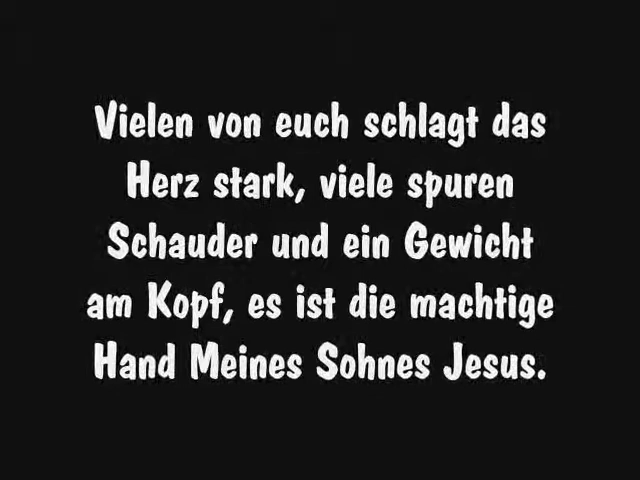 Vielen von euch schlagt das
Herz stark, viele spuren
Schauder und ein Gewicht
am Kopf, es ist die machtige
Hand Meines Sohnes Jesus.